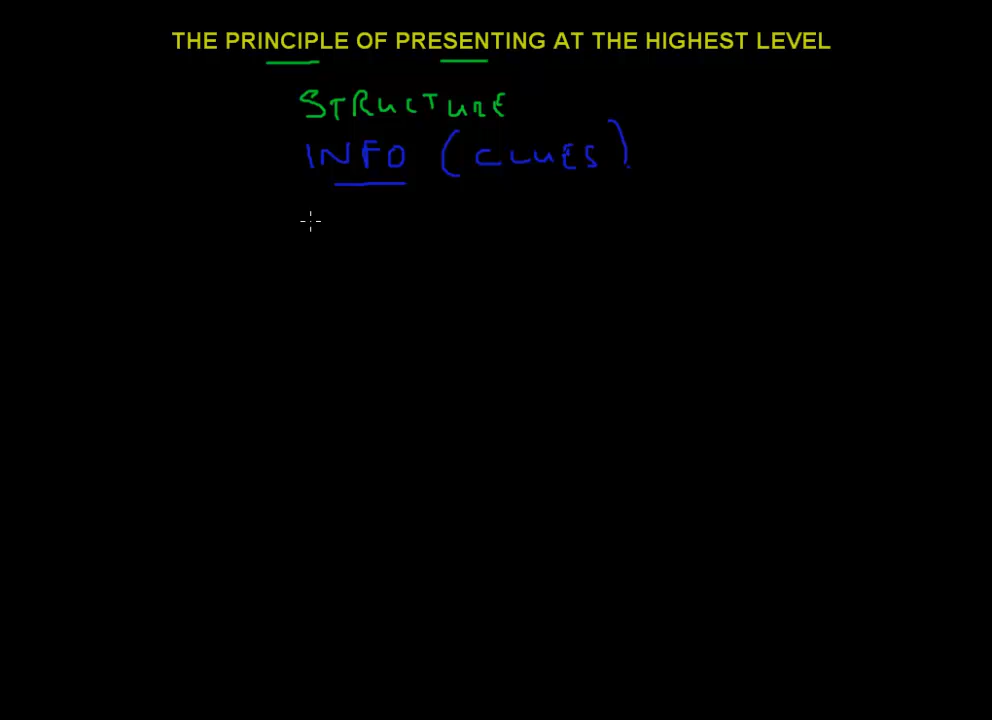 THE PRINCIPLE OF PRESENTING AT THE HIGHEST LEVEL
STRUCTURE
INFO (CLUES)